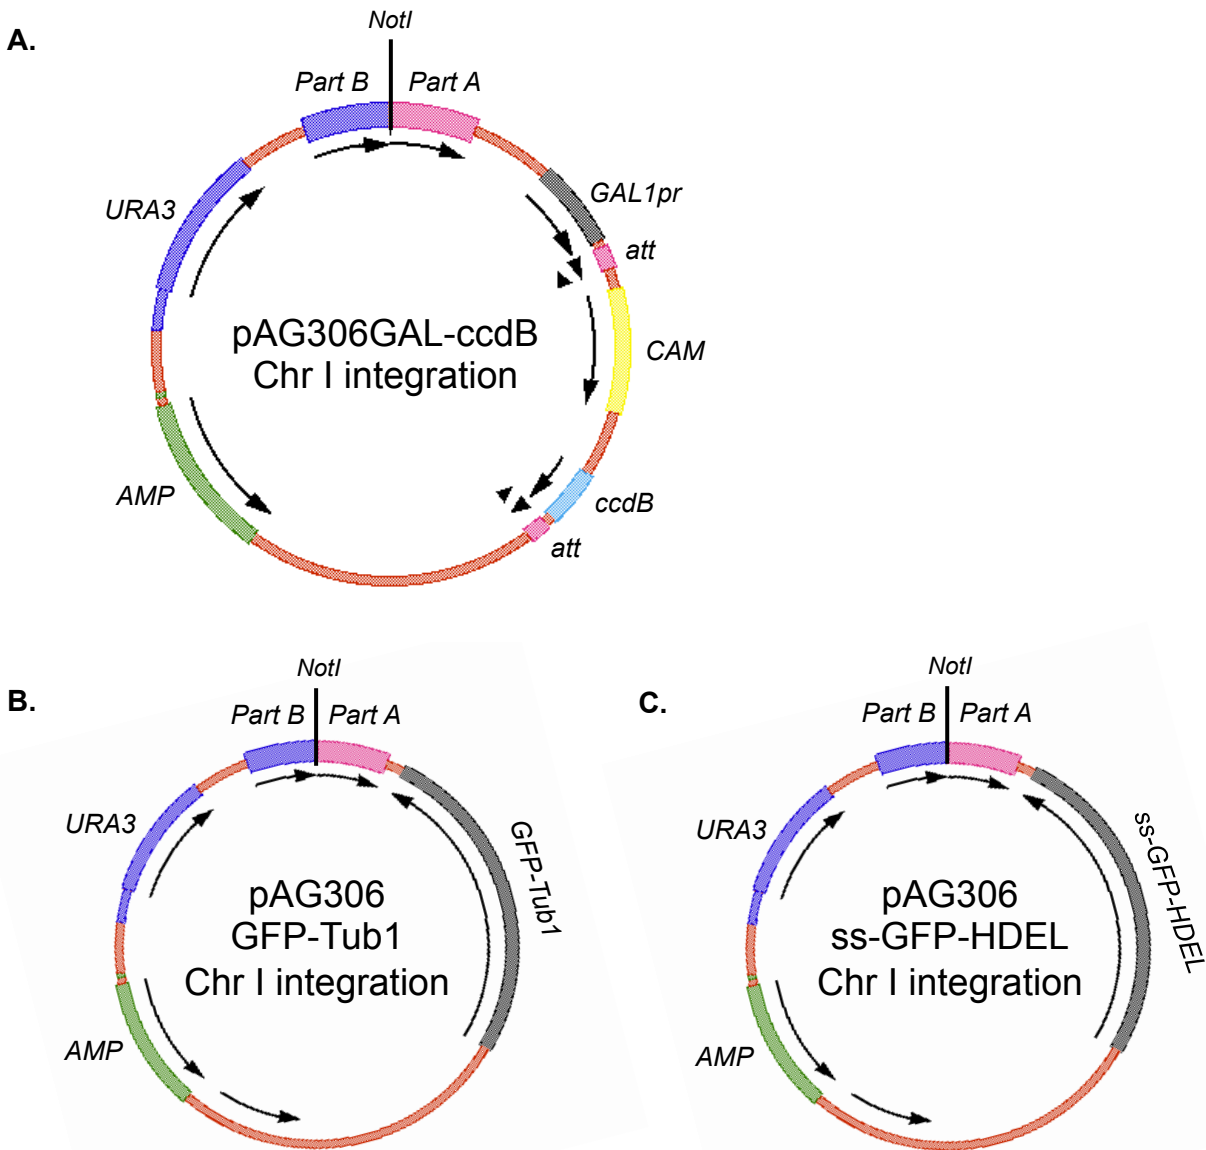 A.
NotI
Part B
Part A
URA3
GAL1pr
att
CAM
pAG306GAL-ccdB
Chr I integration
AMP
ccdB
att
B.
NotI
Part B
Part A
URA3
GFP-Tub1
pAG306
GFP-Tub1
Chr I integration
AMP
C.
NotI
Part B
Part A
URA3
ss-GFP-HDEL
pAG306
ss-GFP-HDEL
Chr I integration
AMP